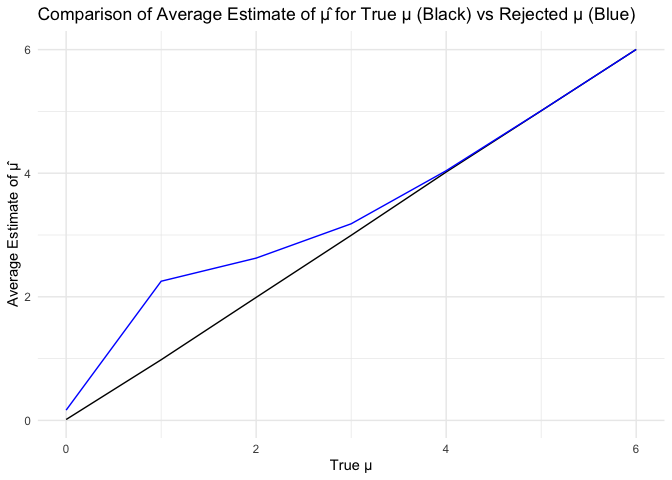 Comparison of Average Estimate of μ̂ for True μ (Black) vs Rejected μ (Blue)
6
4
2
0
Average Estimate of μ̂
0 2 4 6
True μ